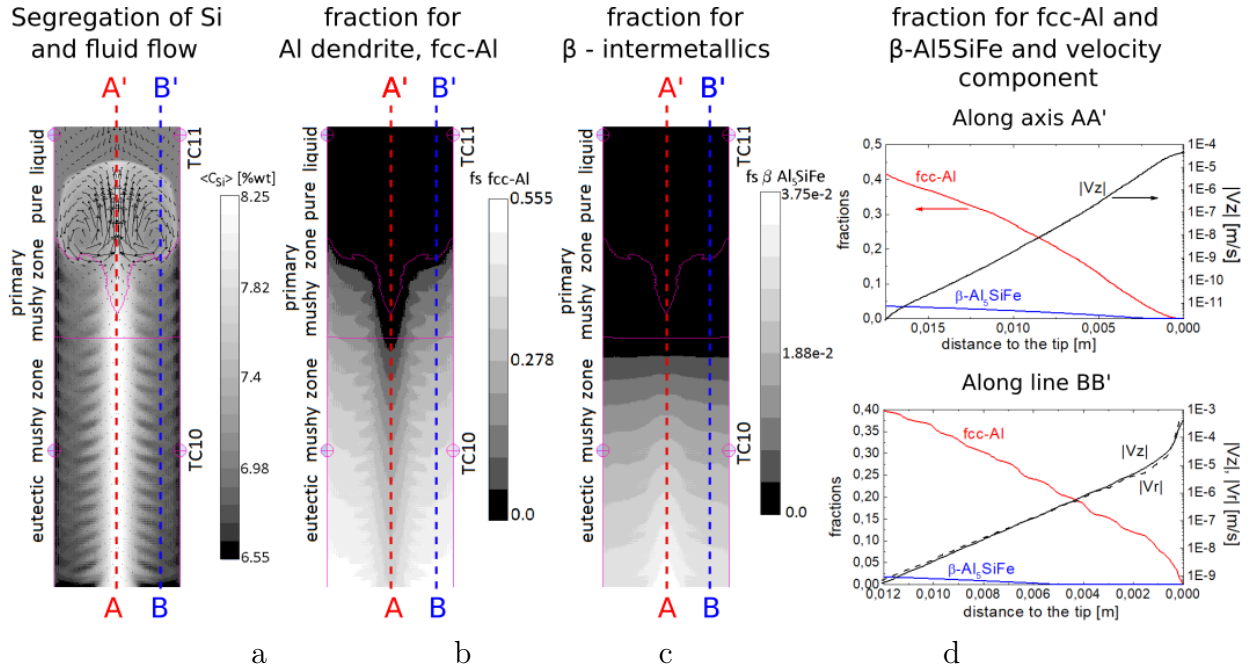 Segregation of Si
and fluid flow
A'
B'
eutectic mushy zone
primary
mushy zone
pure liquid
TC11
TC10
<C_Si> [%wt]
8.25
7.82
7.4
6.98
6.55
A
B
a
fraction for
Al dendrite, fcc-Al
A'
B'
eutectic mushy zone
primary
mushy zone
pure liquid
TC11
TC10
fs fcc-Al
0.555
0.278
0.0
A
B
b
fraction for
β - intermetallics
A'
B'
eutectic mushy zone
primary
mushy zone
pure liquid
TC11
TC10
fs β Al₅SiFe
3.75e-2
1.88e-2
0.0
A
B
c
fraction for fcc-Al and
β-Al5SiFe and velocity
component
Along axis AA'
fractions
0,5
0,4
0,3
0,2
0,1
0,0
fcc-Al
|Vz|
β-Al₅SiFe
1E-4
1E-5
1E-6
1E-7
1E-8
1E-9
1E-10
1E-11
|Vz| [m/s]
0,015 0,010 0,005 0,000
distance to the tip [m]
Along line BB'
fractions
0,40
0,35
0,30
0,25
0,20
0,15
0,10
0,05
0,00
fcc-Al
|Vz|
|Vr|
β-Al₅SiFe
1E-3
1E-4
1E-5
1E-6
1E-7
1E-8
1E-9
|Vz|, |Vr| [m/s]
0,012 0,010 0,008 0,006 0,004 0,002 0,000
distance to the tip [m]
d